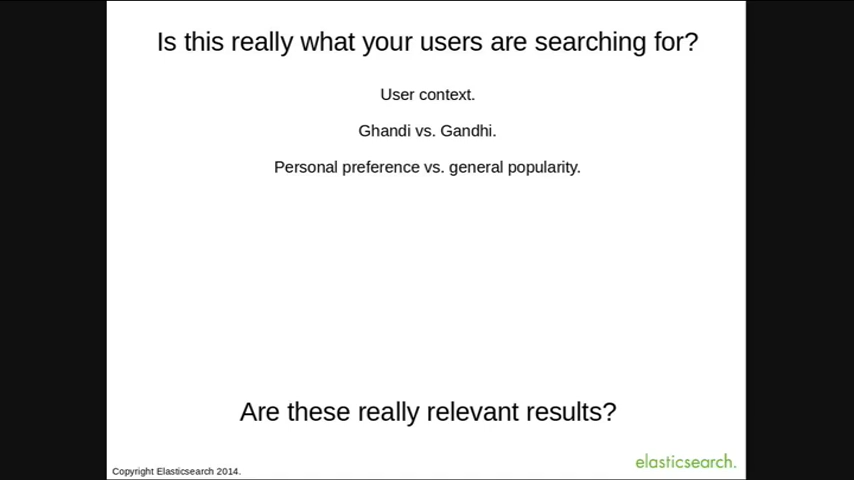 Is this really what your users are searching for?
User context.
Ghandi vs. Gandhi.
Personal preference vs. general popularity.
Are these really relevant results?
elasticsearch.
Copyright Elasticsearch 2014.